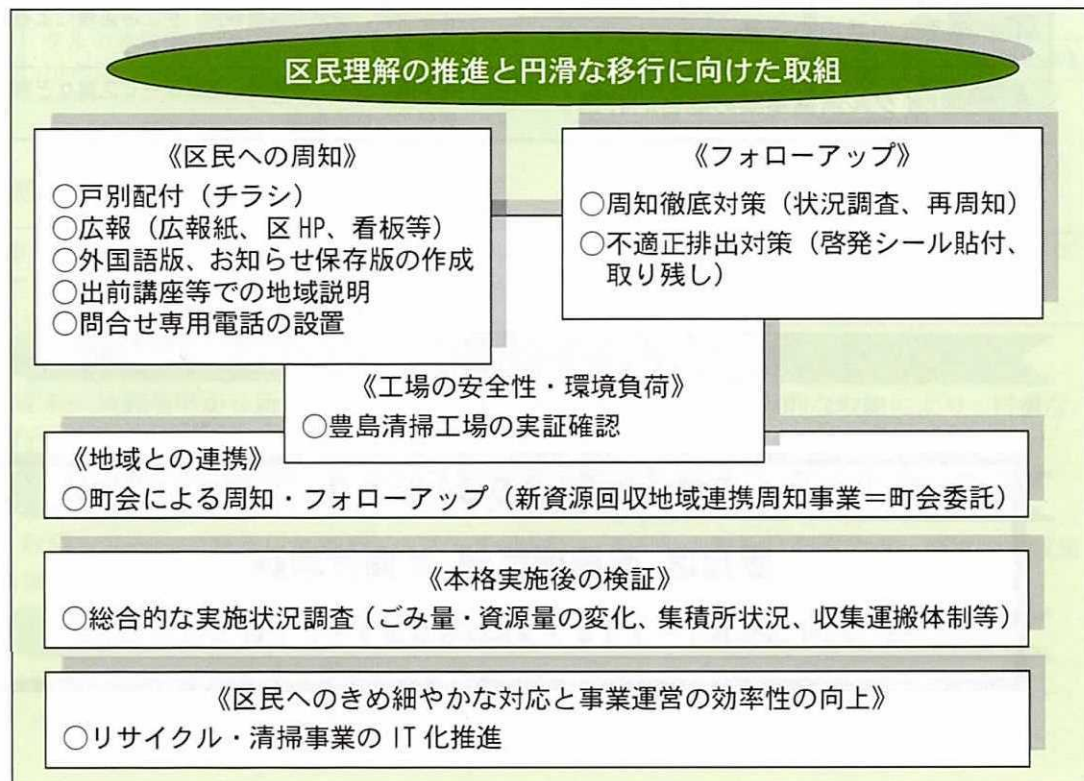 区民理解の推進と円滑な移行に向けた取組
《区民への周知》
○戸別配付（チラシ）
○広報（広報紙、区 HP、看板等）
○外国語版、お知らせ保存版の作成
○出前講座等での地域説明
○問合せ専用電話の設置
《フォローアップ》
○周知徹底対策（状況調査、再周知）
○不適正排出対策（啓発シール貼付、
取り残し）
《工場の安全性・環境負荷》
○豊島清掃工場の実証確認
《地域との連携》
○町会による周知・フォローアップ（新資源回収地域連携周知事業＝町会委託）
《本格実施後の検証》
○総合的な実施状況調査（ごみ量・資源量の変化、集積所状況、収集運搬体制等）
《区民へのきめ細やかな対応と事業運営の効率性の向上》
○リサイクル・清掃事業の IT 化推進